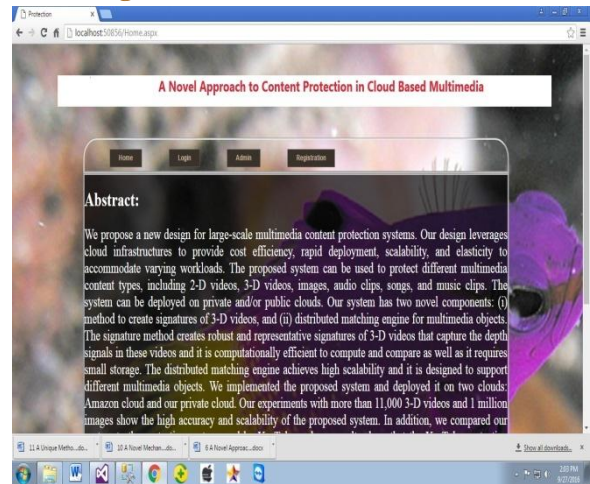 Protection
localhost:50856/Home.aspx
A Novel Approach to Content Protection in Cloud Based Multimedia
Home Login Admin Registration
Abstract:
We propose a new design for large-scale multimedia content protection systems. Our design leverages
cloud infrastructures to provide cost efficiency, rapid deployment, scalability, and elasticity to
accommodate varying workloads. The proposed system can be used to protect different multimedia
content types, including 2-D videos, 3-D videos, images, audio clips, songs, and music clips. The
system can be deployed on private and/or public clouds. Our system has two novel components: (i)
method to create signatures of 3-D videos, and (ii) distributed matching engine for multimedia objects.
The signature method creates robust and representative signatures of 3-D videos that capture the depth
signals in these videos and it is computationally efficient to compute and compare as well as it requires
small storage. The distributed matching engine achieves high scalability and it is designed to support
different multimedia objects. We implemented the proposed system and deployed it on two clouds:
Amazon cloud and our private cloud. Our experiments with more than 11,000 3-D videos and 1 million
images show the high accuracy and scalability of the proposed system. In addition, we compared our
11 A Unique Metho...do... 10 A Novel Mechan...do... 6 A Novel Approac...docx Show all downloads...
2:03 PM
9/27/2016